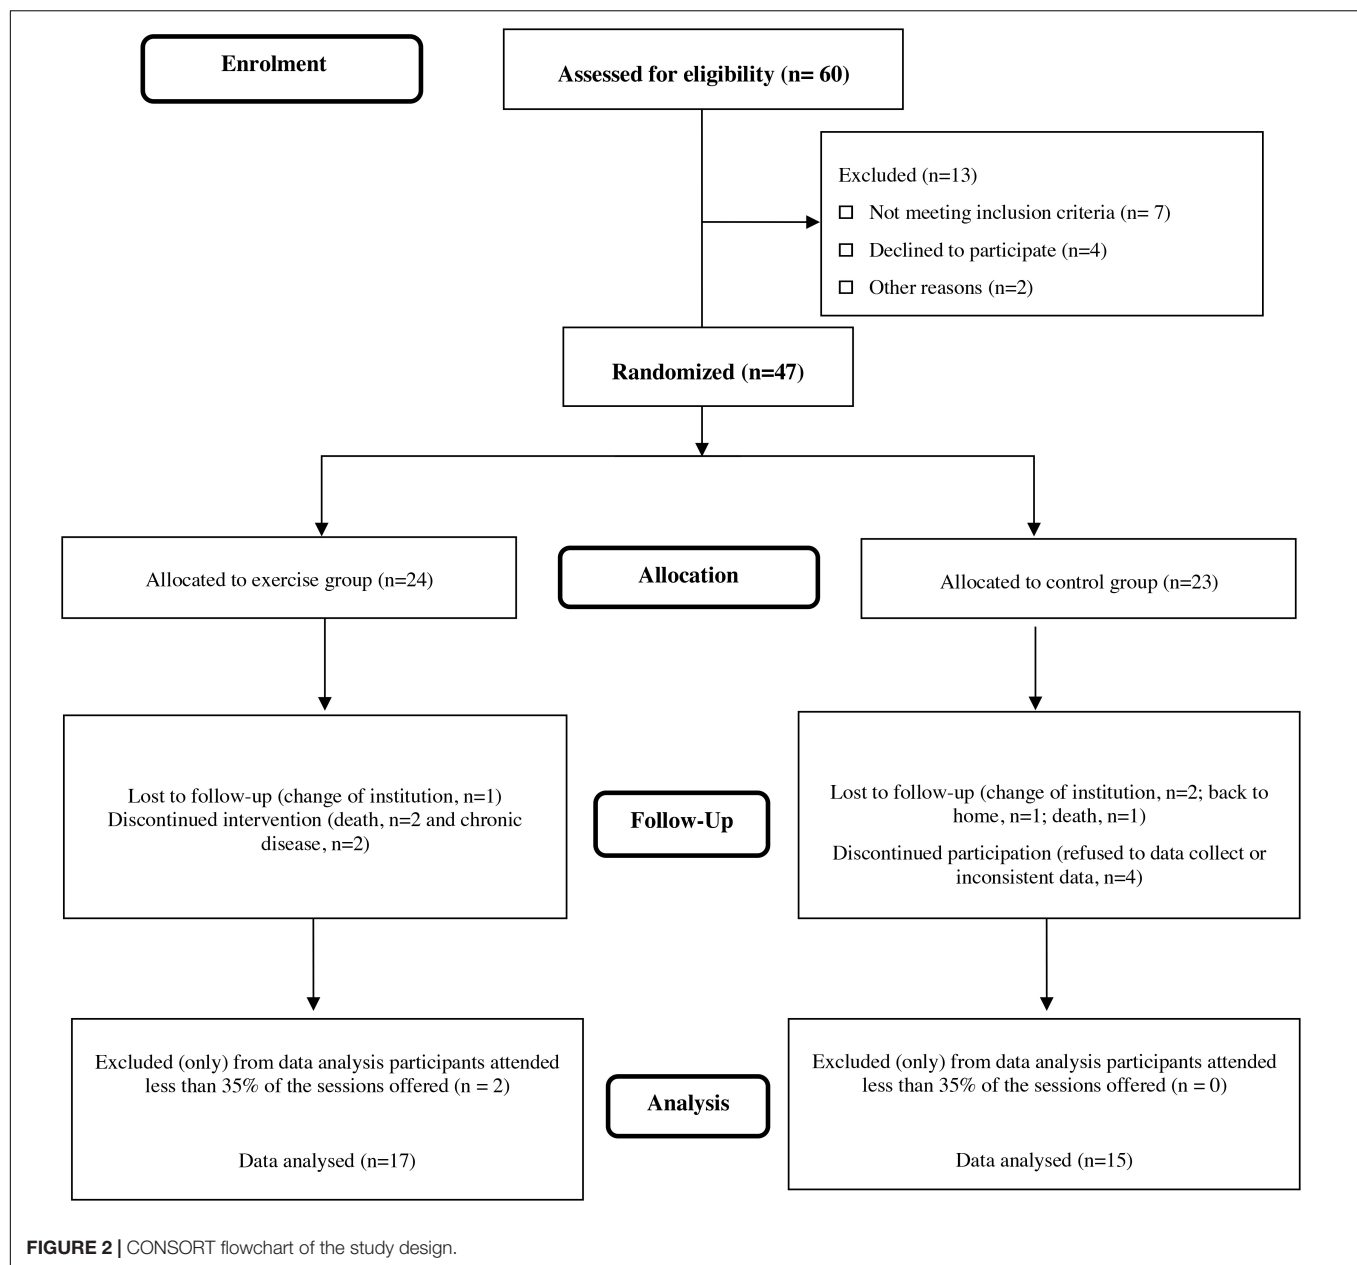 Enrolment
Assessed for eligibility (n= 60)
Excluded (n=13)
Not meeting inclusion criteria (n= 7)
Declined to participate (n=4)
Other reasons (n=2)
Randomized (n=47)
Allocated to exercise group (n=24)
Allocation
Allocated to control group (n=23)
Lost to follow-up (change of institution, n=1)
Discontinued intervention (death, n=2 and chronic
disease, n=2)
Follow-Up
Lost to follow-up (change of institution, n=2; back to
home, n=1; death, n=1)
Discontinued participation (refused to data collect or
inconsistent data, n=4)
Excluded (only) from data analysis participants attended
less than 35% of the sessions offered (n = 2)
Data analysed (n=17)
Analysis
Excluded (only) from data analysis participants attended
less than 35% of the sessions offered (n = 0)
Data analysed (n=15)
FIGURE 2 | CONSORT flowchart of the study design.